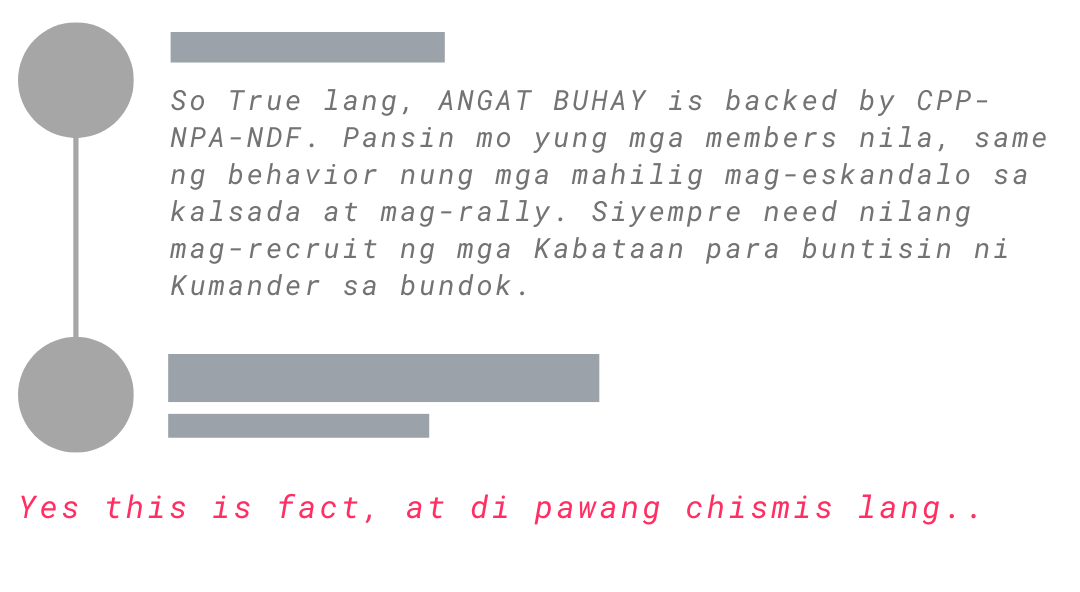 So True lang, ANGAT BUHAY is backed by CPP-
NPA-NDF. Pansin mo yung mga members nila, same
ng behavior nung mga mahilig mag-eskandalo sa
kalsada at mag-rally. Siyempre need nilang
mag-recruit ng mga Kabataan para buntisin ni
Kumander sa bundok.
Yes this is fact, at di pawang chismis lang..